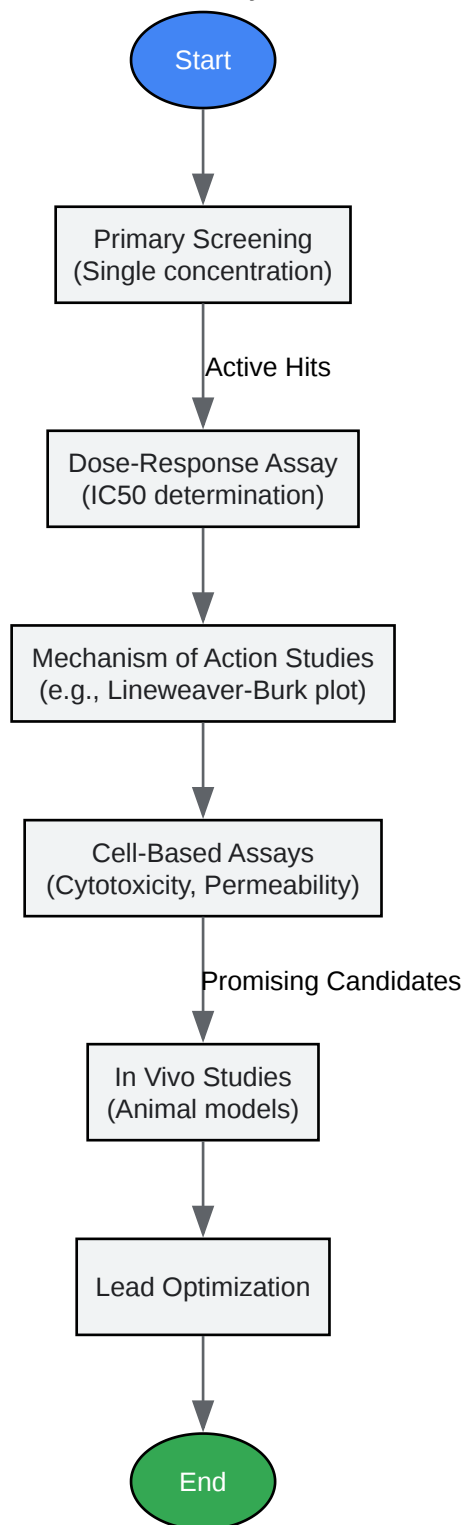 Start
Primary Screening
(Single concentration)
Active Hits
Dose-Response Assay
(IC50 determination)
Mechanism of Action Studies
(e.g., Lineweaver-Burk plot)
Cell-Based Assays
(Cytotoxicity, Permeability)
Promising Candidates
In Vivo Studies
(Animal models)
Lead Optimization
End